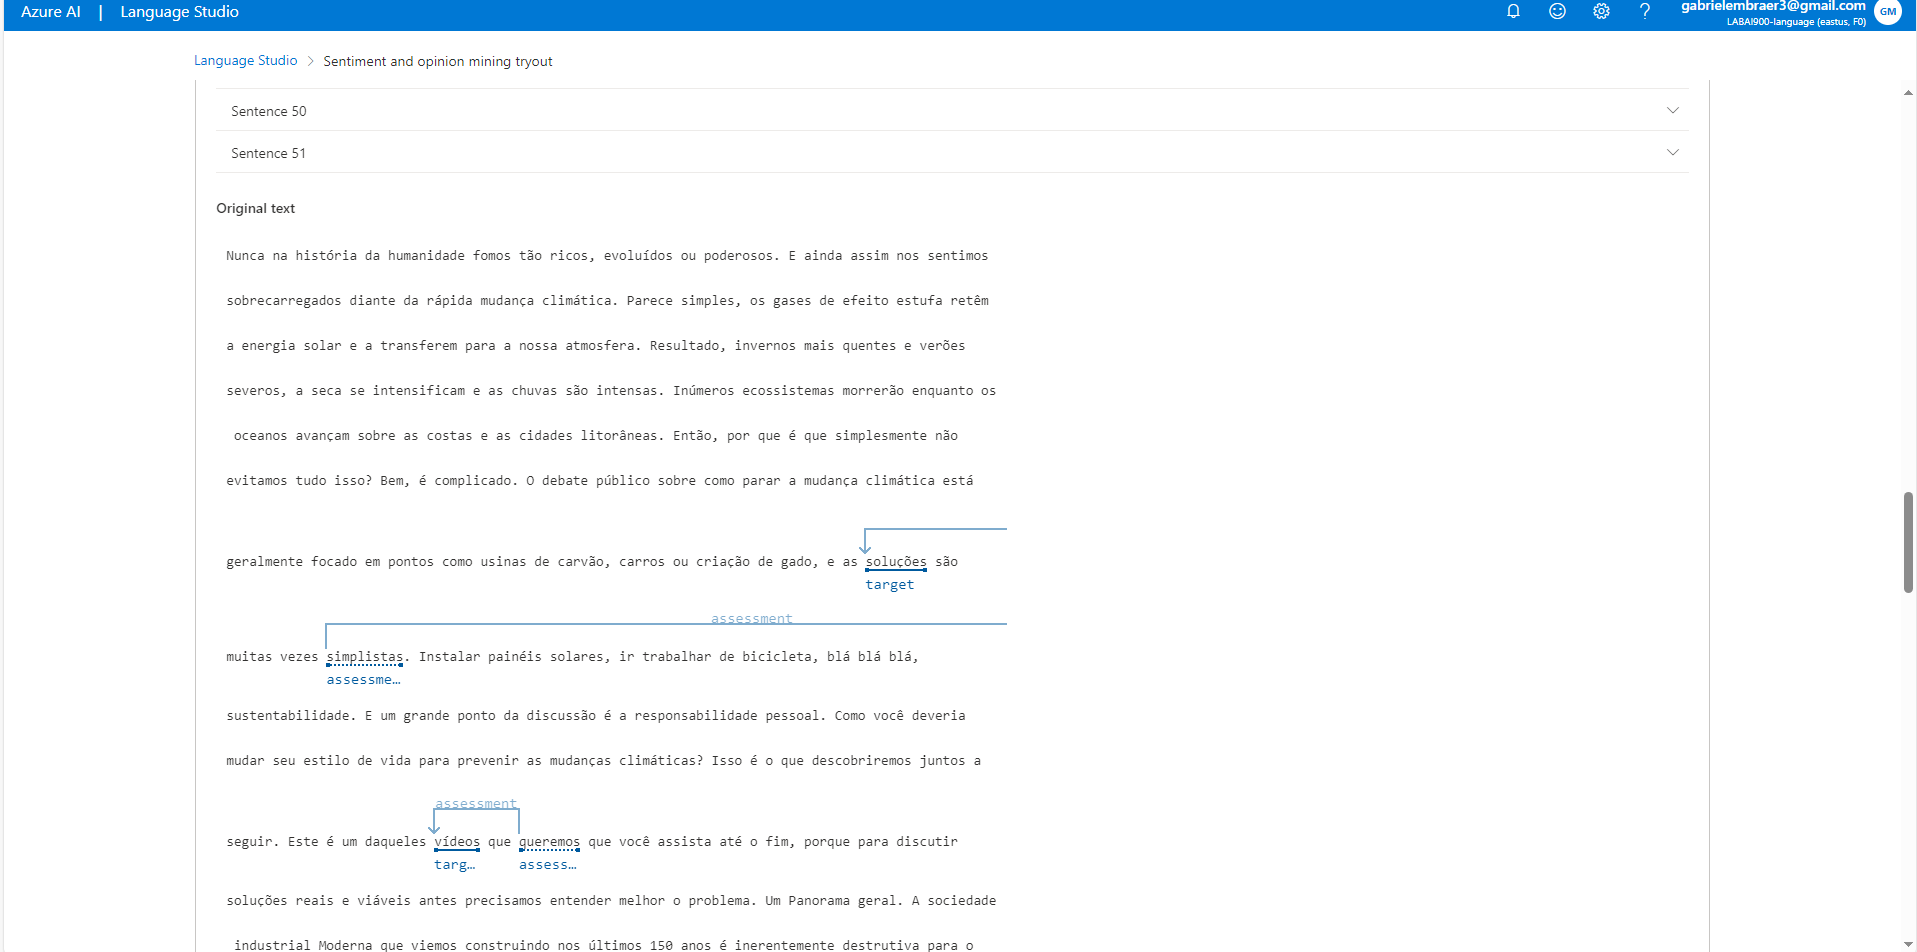 Azure AI | Language Studio
gabrielembraer3@gmail.com
LABAI900-language (eastus, F0)
GM
Language Studio > Sentiment and opinion mining tryout
Sentence 50
Sentence 51
Original text
Nunca na história da humanidade fomos tão ricos, evoluídos ou poderosos. E ainda assim nos sentimos
sobrecarregados diante da rápida mudança climática. Parece simples, os gases de efeito estufa retêm
a energia solar e a transferem para a nossa atmosfera. Resultado, invernos mais quentes e verões
severos, a seca se intensificam e as chuvas são intensas. Inúmeros ecossistemas morrerão enquanto os
oceanos avançam sobre as costas e as cidades litorâneas. Então, por que é que simplesmente não
evitamos tudo isso? Bem, é complicado. O debate público sobre como parar a mudança climática está
geralmente focado em pontos como usinas de carvão, carros ou criação de gado, e as soluções são
target
assessment
muitas vezes simplistas. Instalar painéis solares, ir trabalhar de bicicleta, blá blá blá,
assessme…
sustentabilidade. E um grande ponto da discussão é a responsabilidade pessoal. Como você deveria
mudar seu estilo de vida para prevenir as mudanças climáticas? Isso é o que descobriremos juntos a
assessment
seguir. Este é um daqueles vídeos que queremos que você assista até o fim, porque para discutir
targ… assess…
soluções reais e viáveis antes precisamos entender melhor o problema. Um Panorama geral. A sociedade
industrial Moderna que viemos construindo nos últimos 150 anos é inerentemente destrutiva para o